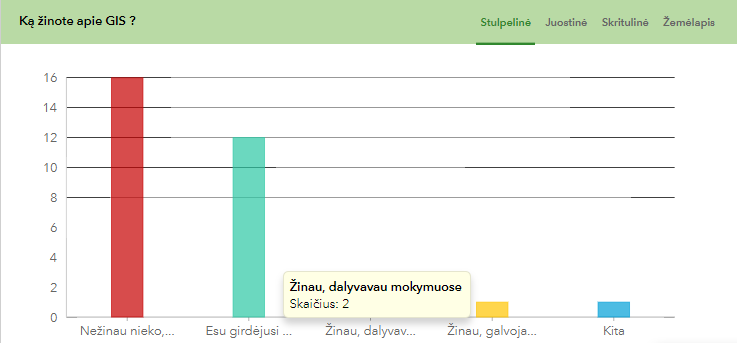 Ką žinote apie GIS ?
Stulpelinė Juostinė Skritulinė Žemėlapis
16
14
12
10
8
6
4
2
0
Žinau, dalyvavau mokymuose
Skaičius: 2
Nežinau nieko,... Esu girdėjusi ... Žinau, dalyvav... Žinau, galvoja... Kita